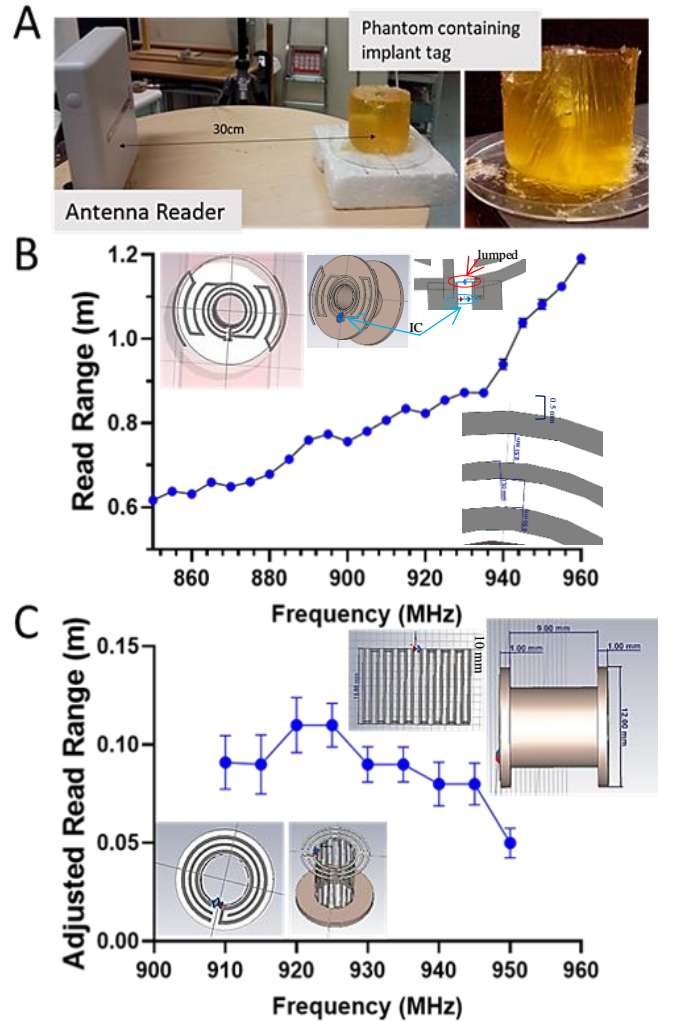 A
Phantom containing
implant tag
30cm
Antenna Reader
B
Read Range (m)
1.2
1.0
0.8
0.6
860
880
900
920
940
960
Frequency (MHz)
lumped
IC
0.5 mm
C
Adjusted Read Range (m)
0.15
0.10
0.05
0.00
900
910
920
930
940
950
960
Frequency (MHz)
10 mm
9.00 mm
1.00 mm
1.00 mm
12.00 mm